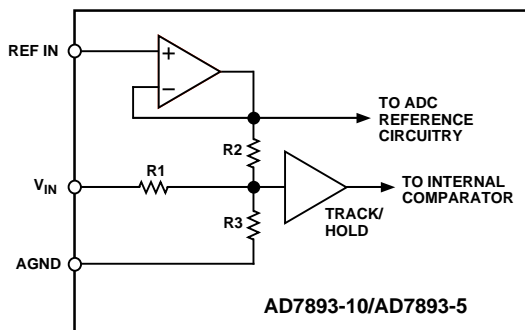 REF IN
+
−
TO ADC
REFERENCE
CIRCUITRY
R2
R1
V_IN
TO INTERNAL
COMPARATOR
TRACK/
HOLD
R3
AGND
AD7893-10/AD7893-5